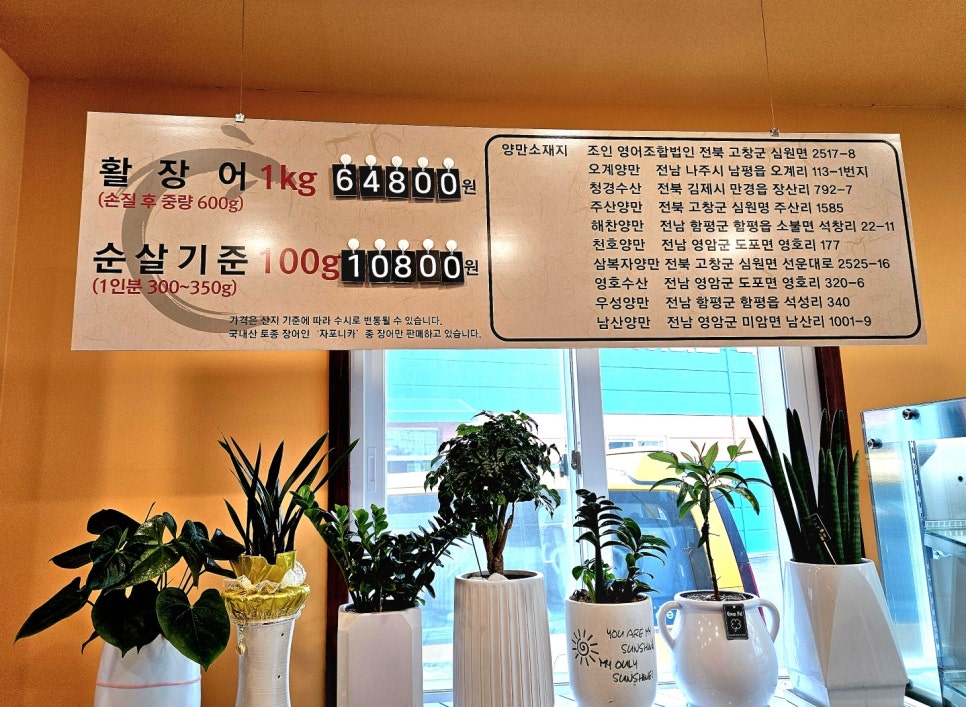 활 장 어 1kg 64800원
(손질 후 중량 600g)
순살기준 100g 10800원
(1인분 300~350g)
가격은 산지 기준에 따라 수시로 변동될 수 있습니다.
국내산 토종 장어인 '자포니카' 종 장어만 판매하고 있습니다.
양만소재지 조인 영어조합법인 전북 고창군 심원면 2517-8
오계양만 전남 나주시 남평읍 오계리 113-1번지
청경수산 전북 김제시 만경읍 장산리 792-7
주산양만 전북 고창군 심원명 주산리 1585
해찬양만 전남 함평군 함평읍 소불면 석창리 22-11
천호양만 전남 영암군 도포면 영호리 177
삼복자양만 전북 고창군 심원면 선운대로 2525-16
영호수산 전남 영암군 도포면 영호리 320-6
우성양만 전남 함평군 함평읍 석성리 340
남산양만 전남 영암군 미암면 남산리 1001-9
YOU ARE MY
SUNSHINE
MY ONLY
SUNSHINE!